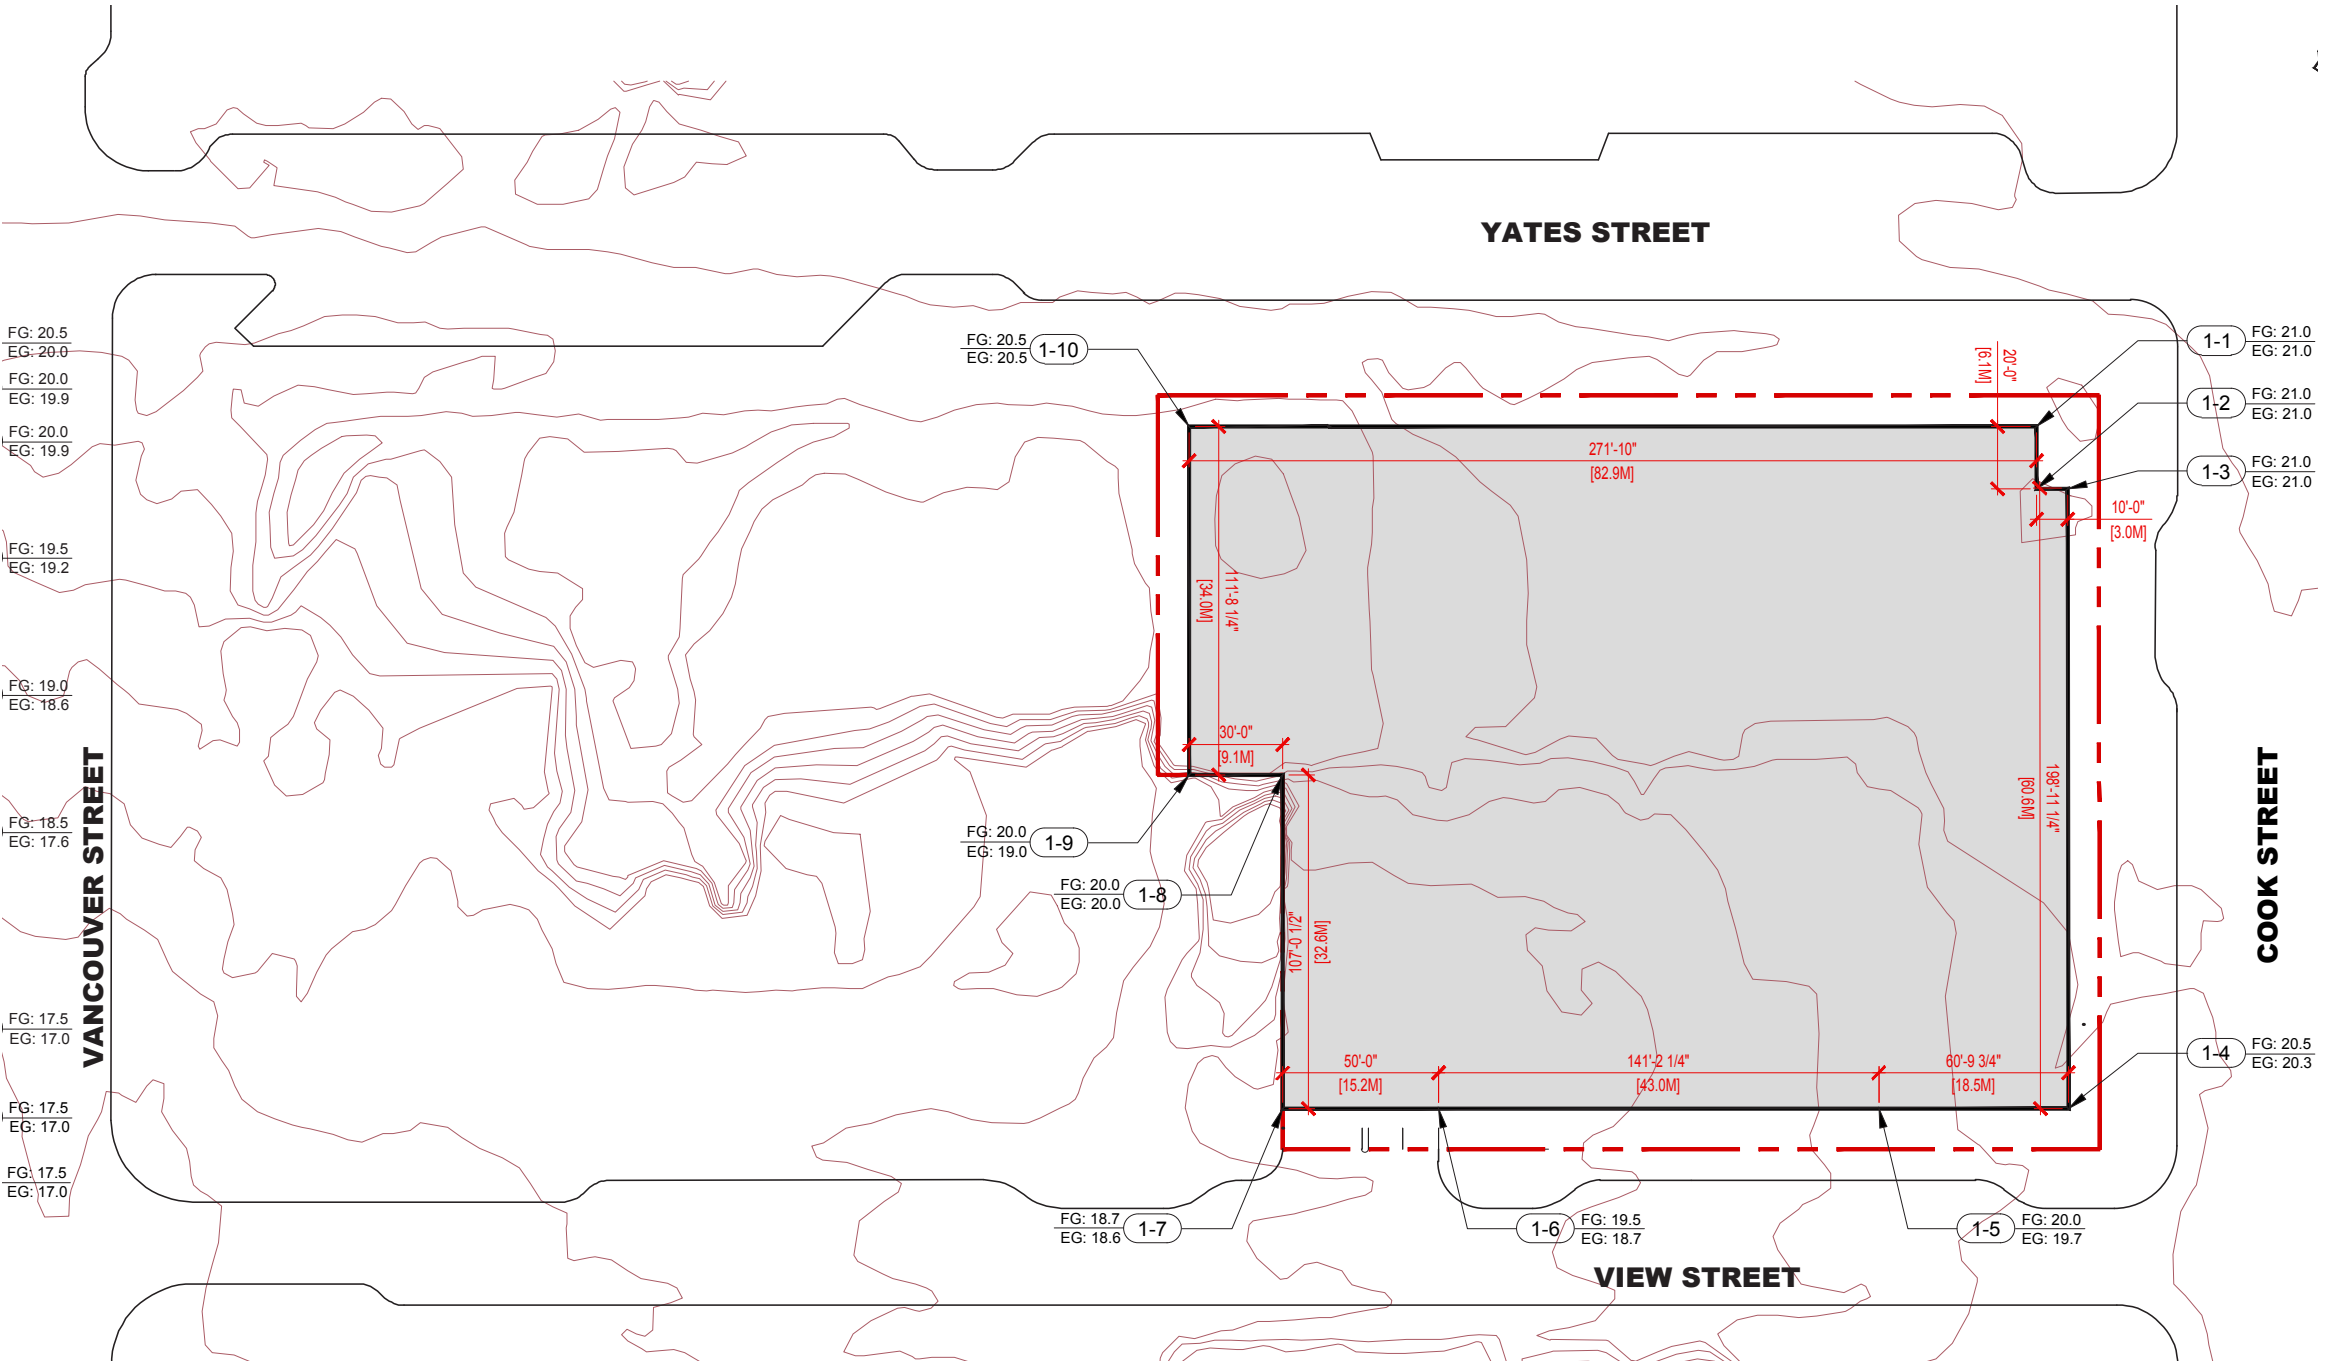 YATES STREET
FG: 20.5
EG: 20.0
FG: 20.0
EG: 19.9
FG: 20.0
EG: 19.9
FG: 19.5
EG: 19.2
FG: 19.0
EG: 18.6
FG: 18.5
EG: 17.6
FG: 17.5
EG: 17.0
FG: 17.5
EG: 17.0
FG: 17.5
EG: 17.0
VANCOUVER STREET
FG: 20.5
EG: 20.5
1-10
1-1
FG: 21.0
EG: 21.0
1-2
FG: 21.0
EG: 21.0
1-3
FG: 21.0
EG: 21.0
20'-0"
[6.1M]
271'-10"
[82.9M]
10'-0"
[3.0M]
111'-8 1/4"
[34.0M]
30'-0"
[9.1M]
198'-11 1/4"
[60.6M]
FG: 20.0
EG: 19.0
1-9
FG: 20.0
EG: 20.0
1-8
107'-0 1/2"
[32.6M]
COOK STREET
50'-0"
[15.2M]
141'-2 1/4"
[43.0M]
60'-9 3/4"
[18.5M]
1-4
FG: 20.5
EG: 20.3
FG: 18.7
EG: 18.6
1-7
1-6
FG: 19.5
EG: 18.7
1-5
FG: 20.0
EG: 19.7
VIEW STREET